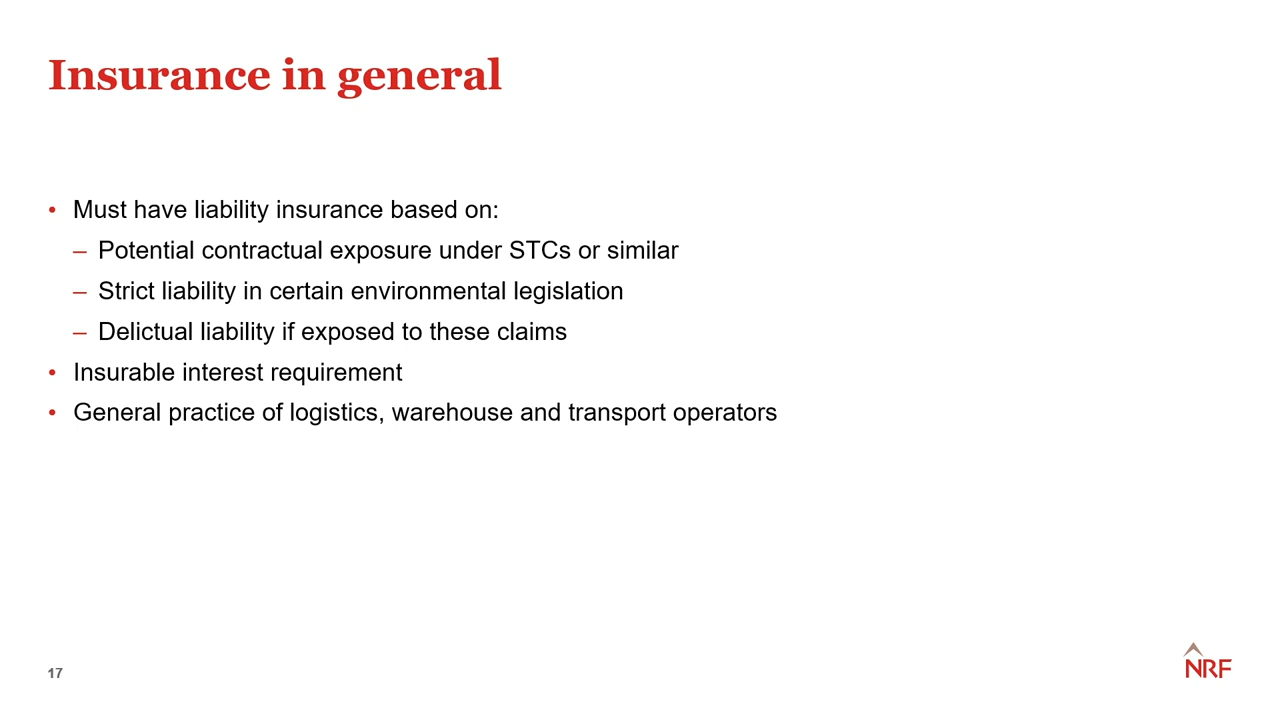 Insurance in general
• Must have liability insurance based on:
– Potential contractual exposure under STCs or similar
– Strict liability in certain environmental legislation
– Delictual liability if exposed to these claims
• Insurable interest requirement
• General practice of logistics, warehouse and transport operators
17
NRF